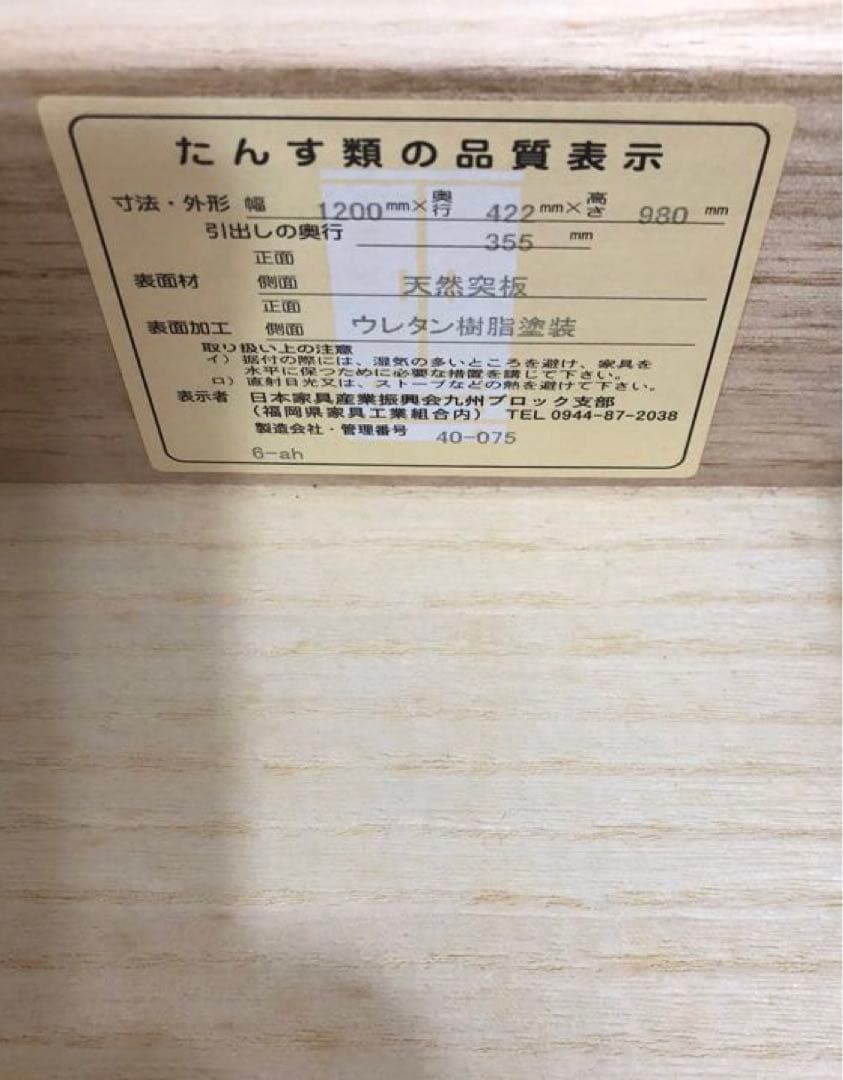 たんす類の品質表示
寸法・外形 幅 1200mm×奥行 422mm×高さ 980mm
引出しの奥行 355 mm
正面
表面材 側面 天然突板
正面
表面加工 側面 ウレタン樹脂塗装
取り扱い上の注意
イ）据付の際には、湿気の多いところを避け、家具を
水平に保つために必要な措置を講じて下さい。
ロ）直射日光又は、ストーブなどの熱を避けて下さい。
表示者 日本家具産業振興会九州ブロック支部
（福岡県家具工業組合内） TEL 0944-87-2038
製造会社・管理番号 40-075
6-ah